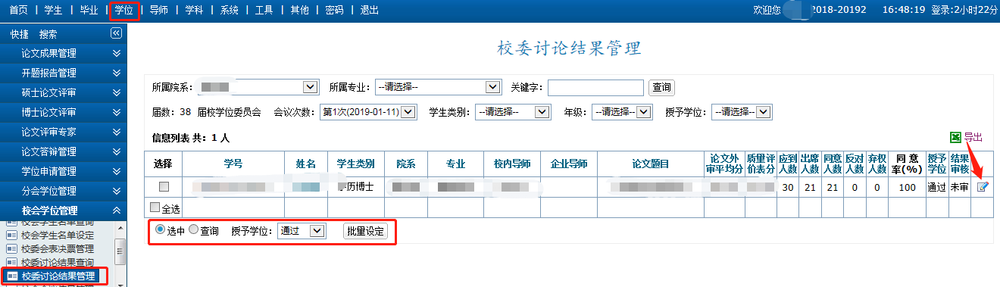 首页 | 学生 | 毕业 | 学位 | 导师 | 学科 | 系统 | 工具 | 其他 | 密码 | 退出
欢迎您 2018-20192 16:48:19 登录:2小时22分
快捷 搜索
论文成果管理
开题报告管理
硕士论文评审
博士论文评审
论文评审专家
论文答辩管理
学位申请管理
分会学位管理
校会学位管理
校会学生名单查询
校会学生名单设定
校委会表决票管理
校委讨论结果查询
校委讨论结果管理
校委讨论结果管理
所属院系: 所属专业: --请选择-- 关键字: 查询
届数: 38 届校学位委员会 会议次数: 第1次(2019-01-11) 学生类别: --请选择-- 年级: --请选择-- 授予学位: --请选择--
信息列表 共: 1 人 导出
选择 学号 姓名 学生类别 院系 专业 校内导师 企业导师 论文题目 论文外审平均分 质量评价表分 应到人数 出席人数 同意人数 反对人数 弃权人数 同意率(%) 授予学位 结果审核
学历博士 30 21 21 0 0 100 通过 未审
全选
选中 查询 授予学位: 通过 批量设定